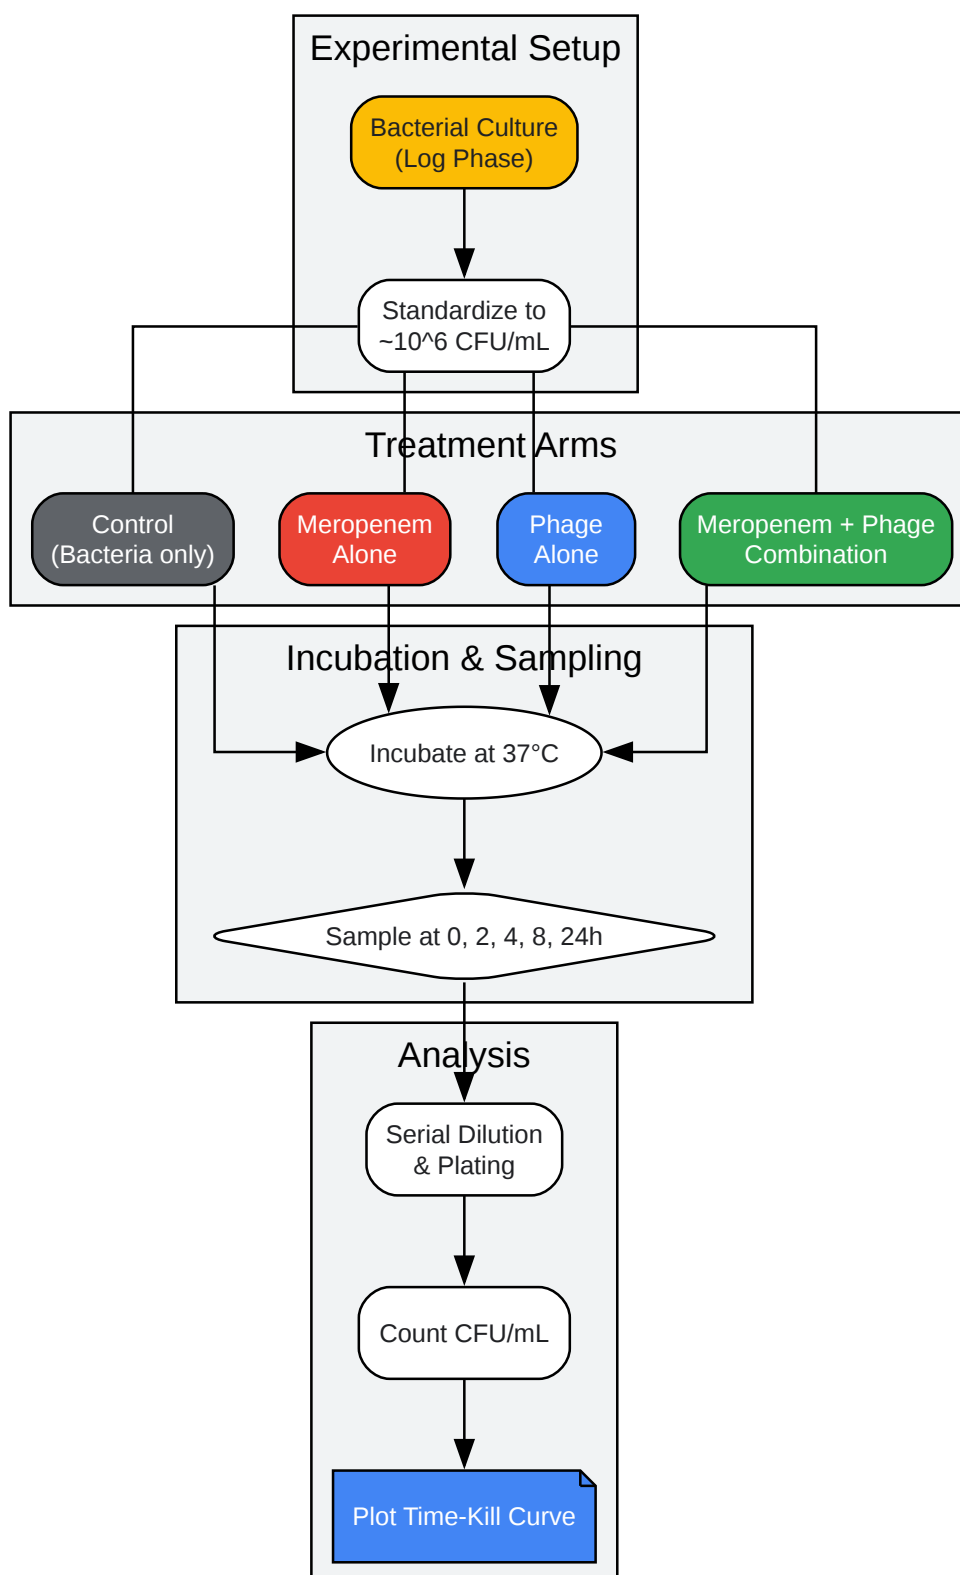 Experimental Setup
Bacterial Culture
(Log Phase)
Standardize to
~10^6 CFU/mL
Treatment Arms
Control
(Bacteria only)
Meropenem
Alone
Phage
Alone
Meropenem + Phage
Combination
Incubation & Sampling
Incubate at 37°C
Sample at 0, 2, 4, 8, 24h
Analysis
Serial Dilution
& Plating
Count CFU/mL
Plot Time-Kill Curve